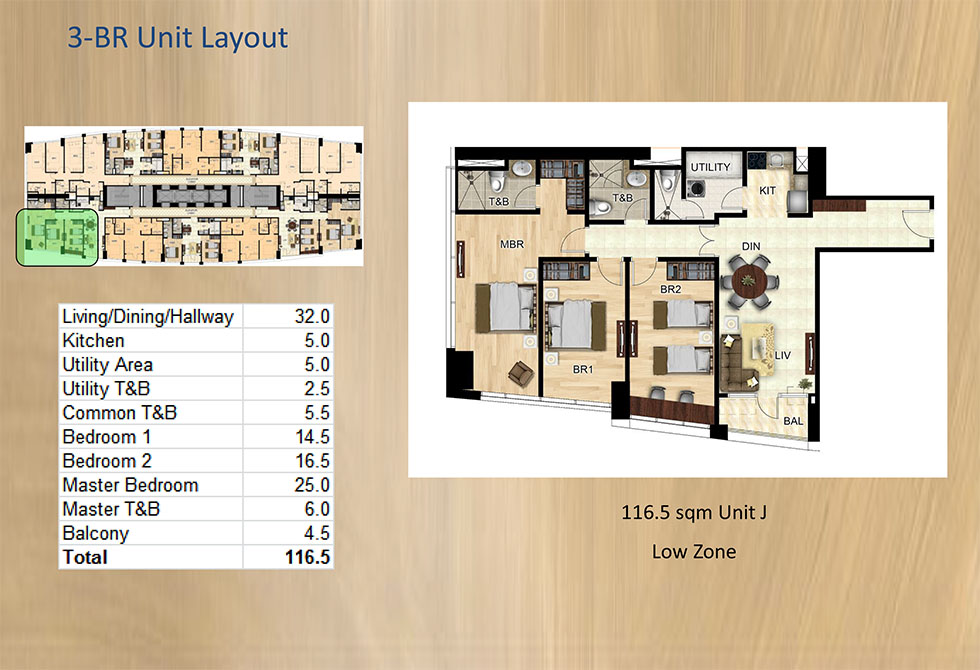 3-BR Unit Layout
Living/Dining/Hallway 32.0
Kitchen 5.0
Utility Area 5.0
Utility T&B 2.5
Common T&B 5.5
Bedroom 1 14.5
Bedroom 2 16.5
Master Bedroom 25.0
Master T&B 6.0
Balcony 4.5
Total 116.5
UTILITY
KIT
T&B
T&B
MBR
DIN
BR2
LIV
BR1
BAL
116.5 sqm Unit J
Low Zone